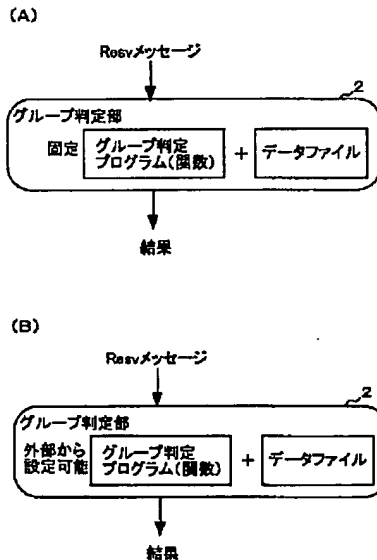 (A)
Resvメッセージ
2
グループ判定部
固定
グループ判定
プログラム(関数)
+
データファイル
結果
(B)
Resvメッセージ
2
グループ判定部
外部から
設定可能
グループ判定
プログラム(関数)
+
データファイル
結果